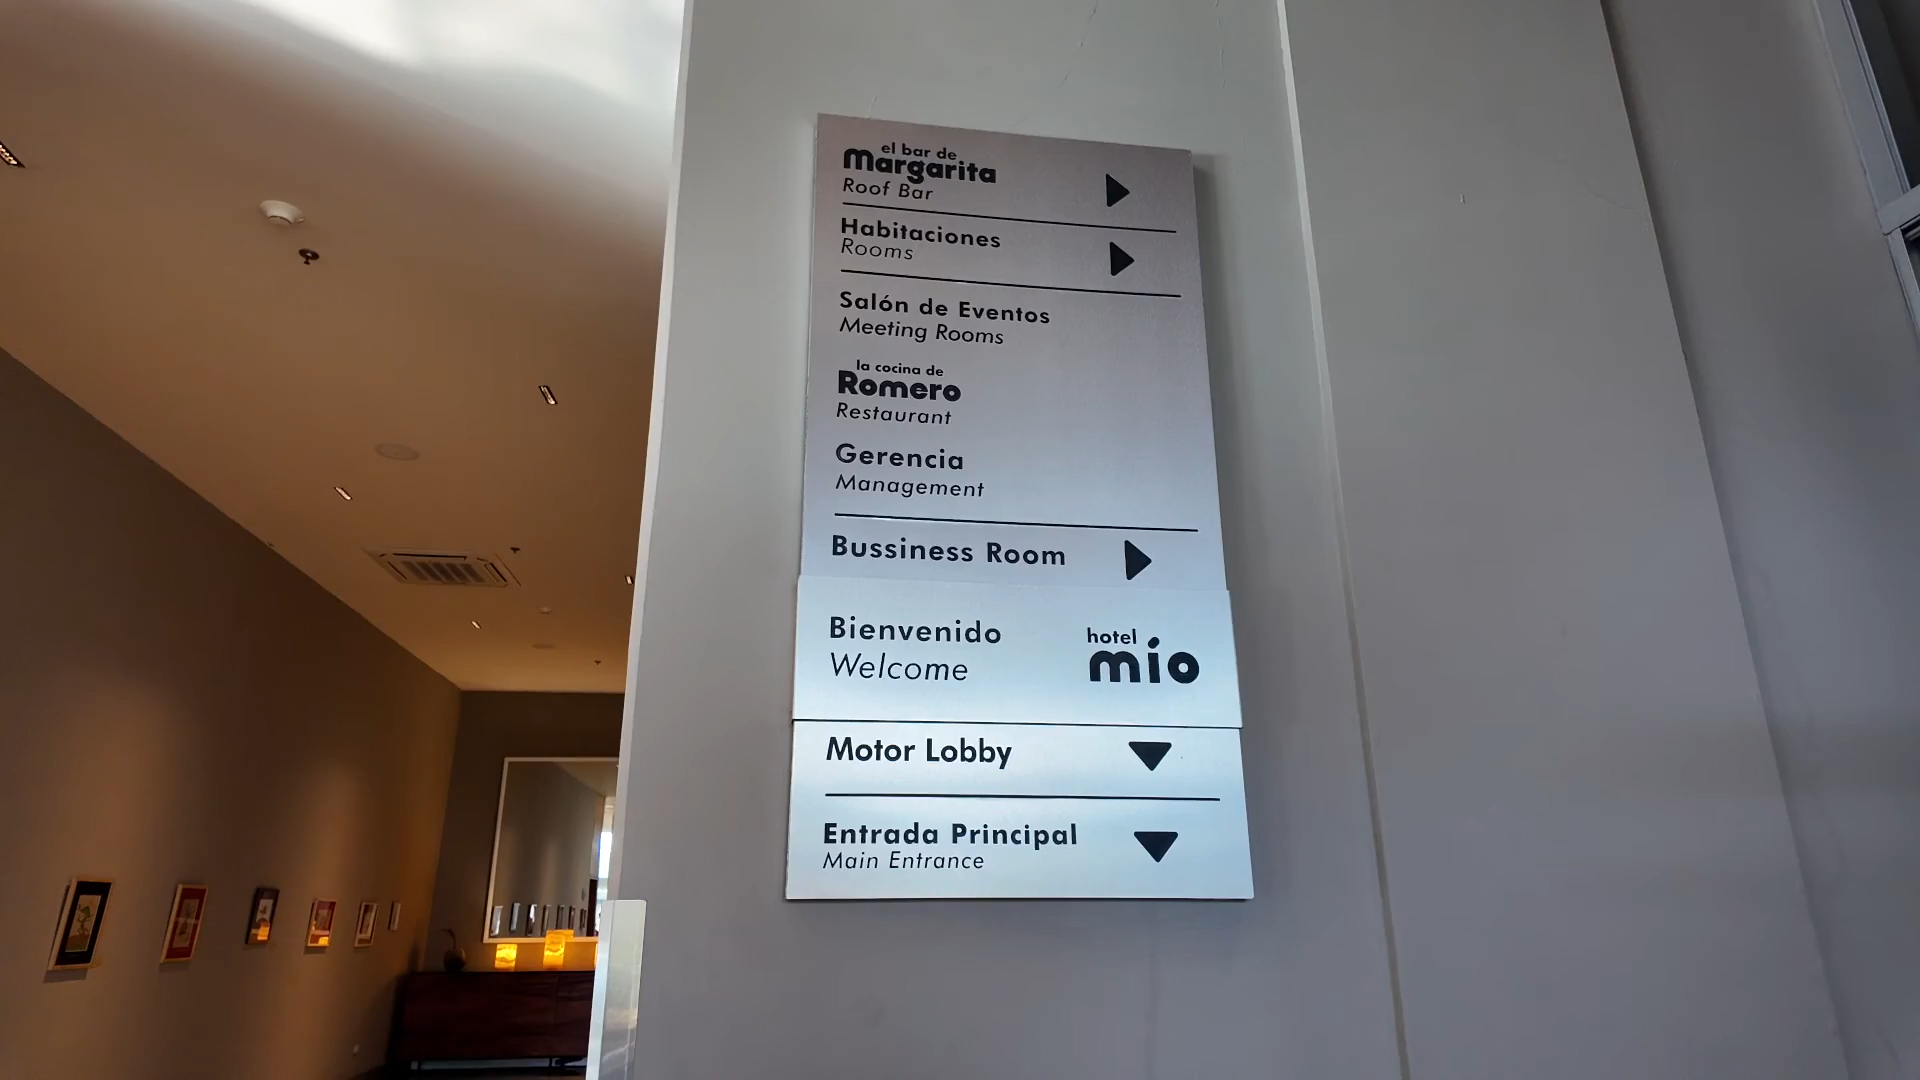 el bar de
margarita
Roof Bar
Habitaciones
Rooms
Salón de Eventos
Meeting Rooms
la cocina de
Romero
Restaurant
Gerencia
Management
Bussiness Room
Bienvenido
Welcome
hotel
mío
Motor Lobby
Entrada Principal
Main Entrance